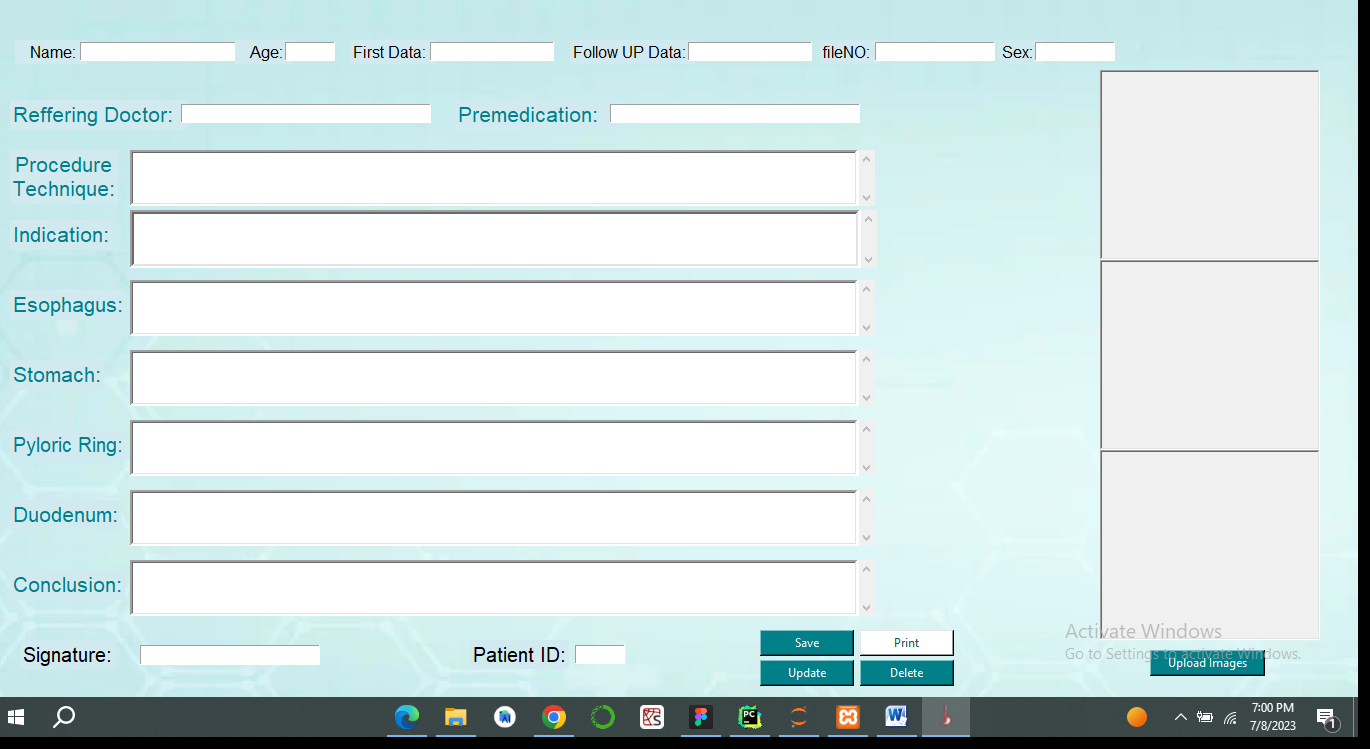 Name: Age: First Data: Follow UP Data: fileNO: Sex:
Reffering Doctor: Premedication:
Procedure
Technique:
Indication:
Esophagus:
Stomach:
Pyloric Ring:
Duodenum:
Conclusion:
Signature: Patient ID:
Save Print
Update Delete
Activate Windows
Go to Settings to activate Windows.
Upload Images
7:00 PM
7/8/2023
1